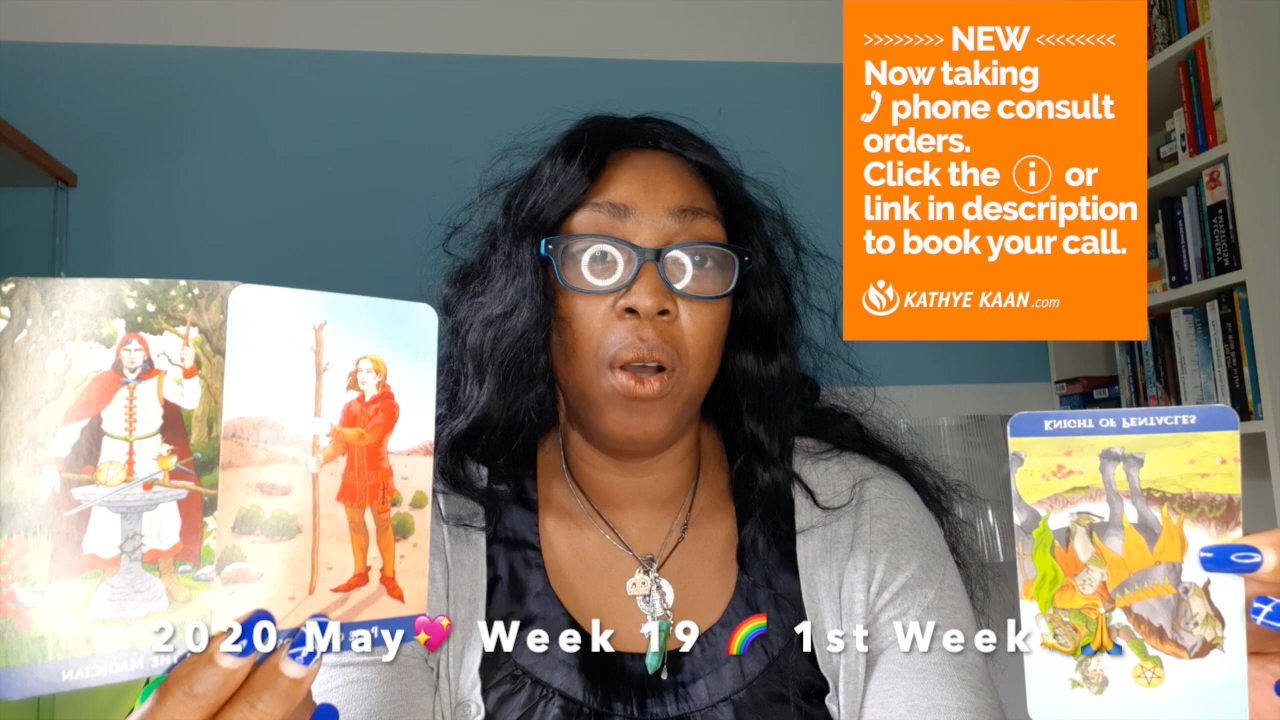 >>>>>>>> NEW <<<<<<<<
Now taking
phone consult
orders.
Click the i or
link in description
to book your call.
KATHYE KAAN.com
KNIGHT OF PENTACLES
2020 May Week 19 1st Week
THE MAGICIAN